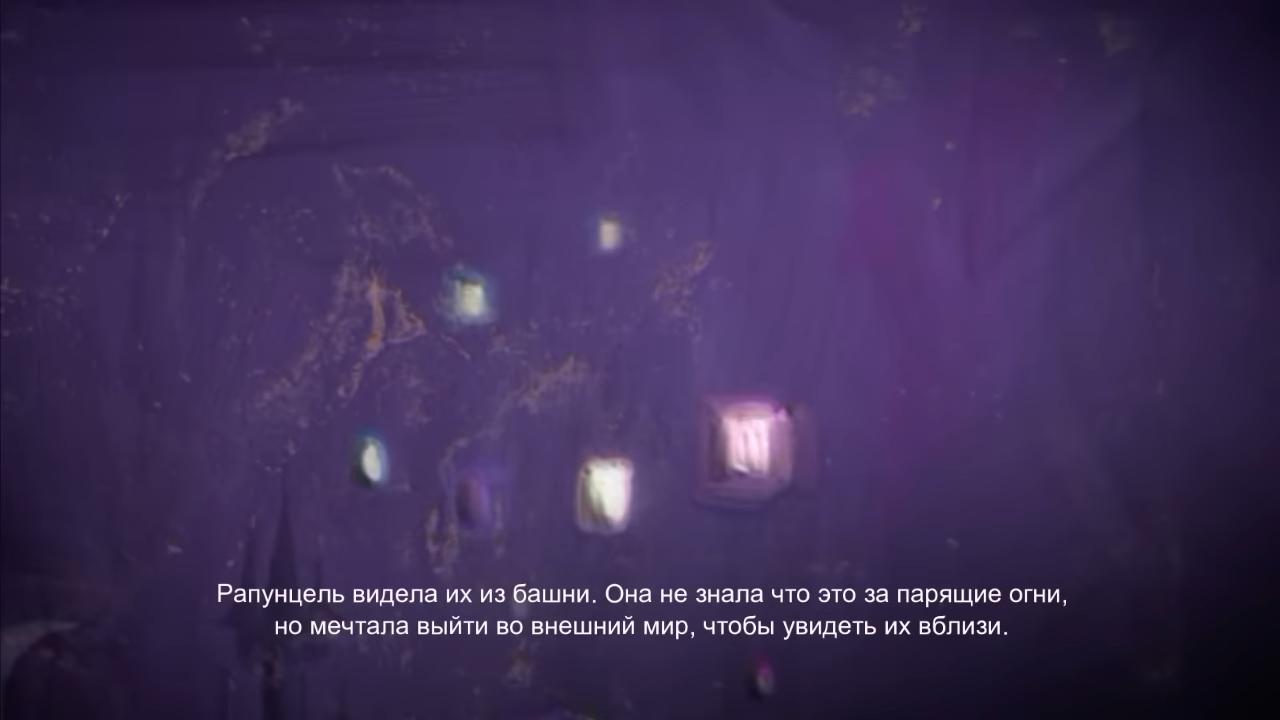 Рапунцель видела их из башни. Она не знала что это за парящие огни,
но мечтала выйти во внешний мир, чтобы увидеть их вблизи.